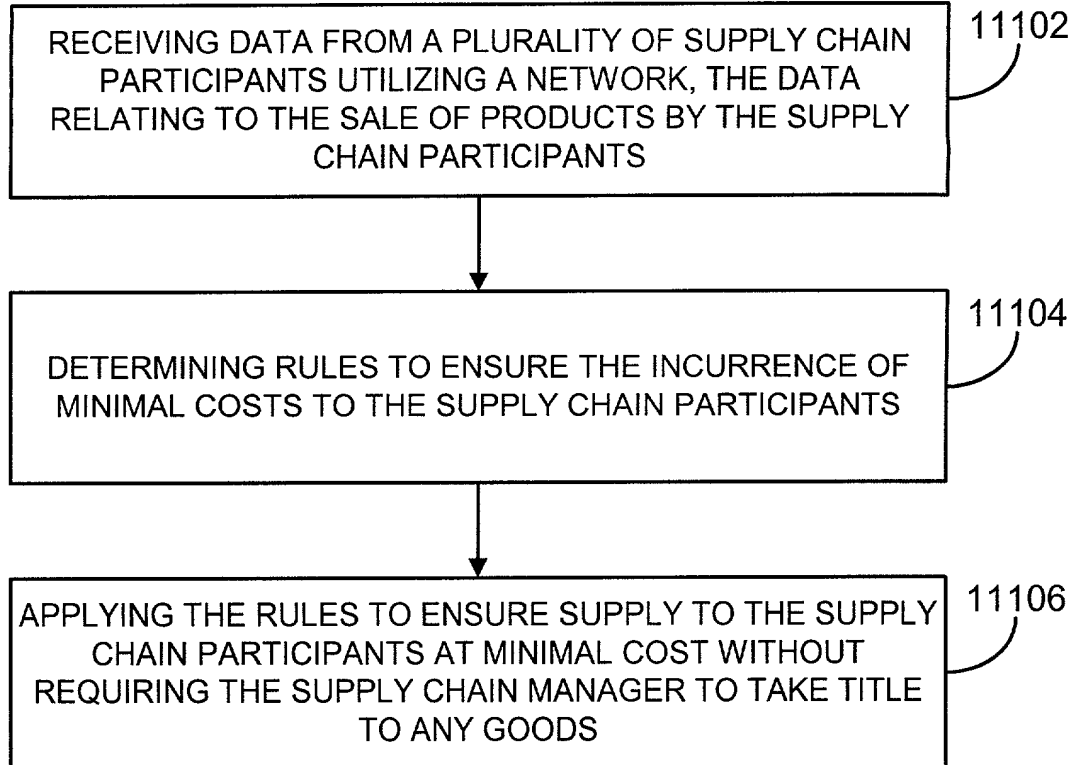 RECEIVING DATA FROM A PLURALITY OF SUPPLY CHAIN
PARTICIPANTS UTILIZING A NETWORK, THE DATA
RELATING TO THE SALE OF PRODUCTS BY THE SUPPLY
CHAIN PARTICIPANTS
11102
DETERMINING RULES TO ENSURE THE INCURRENCE OF
MINIMAL COSTS TO THE SUPPLY CHAIN PARTICIPANTS
11104
APPLYING THE RULES TO ENSURE SUPPLY TO THE SUPPLY
CHAIN PARTICIPANTS AT MINIMAL COST WITHOUT
REQUIRING THE SUPPLY CHAIN MANAGER TO TAKE TITLE
TO ANY GOODS
11106